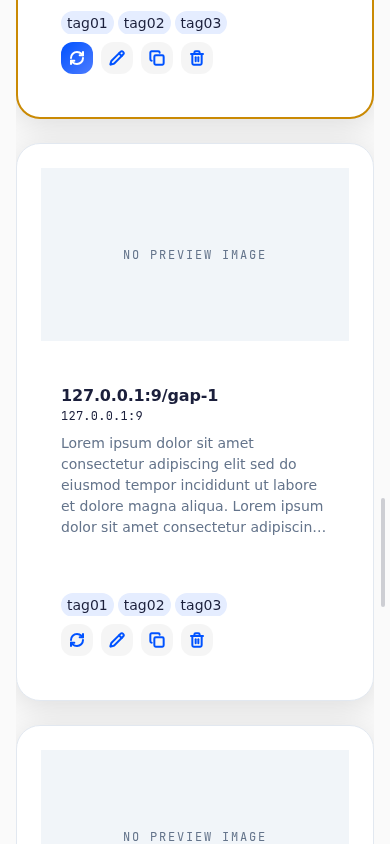 tag01 tag02 tag03
NO PREVIEW IMAGE
127.0.0.1:9/gap-1
127.0.0.1:9
Lorem ipsum dolor sit amet
consectetur adipiscing elit sed do
eiusmod tempor incididunt ut labore
et dolore magna aliqua. Lorem ipsum
dolor sit amet consectetur adipiscin…
tag01 tag02 tag03
NO PREVIEW IMAGE